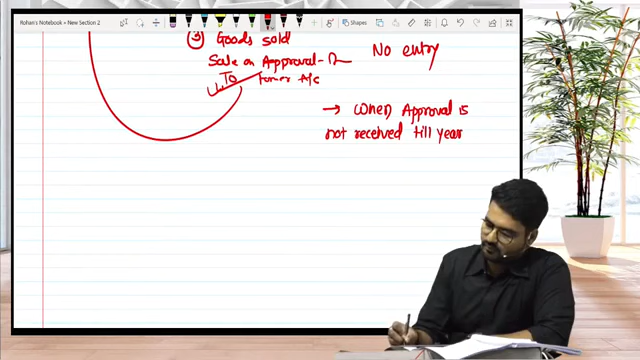 Rohan's Notebook • New Section 2
Shapes
③ Goods sold
Sale on Approval - Dr
To
A/c
No entry
→ When Approval is
not received till year